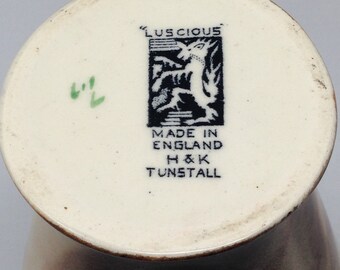 "LUSCIOUS"
MADE IN
ENGLAND
H & K
TUNSTALL